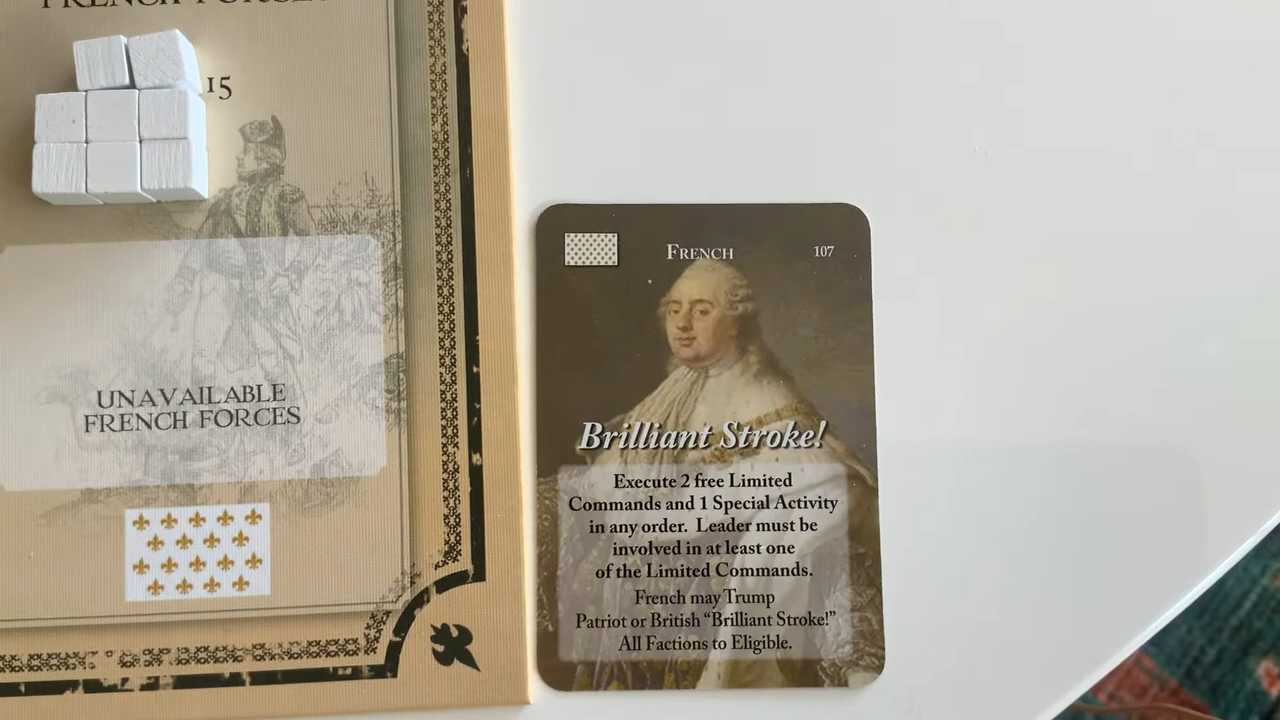 FRENCH FORCES
15
UNAVAILABLE
FRENCH FORCES
French
107
Brilliant Stroke!
Execute 2 free Limited
Commands and 1 Special Activity
in any order. Leader must be
involved in at least one
of the Limited Commands.
French may Trump
Patriot or British “Brilliant Stroke!”
All Factions to Eligible.